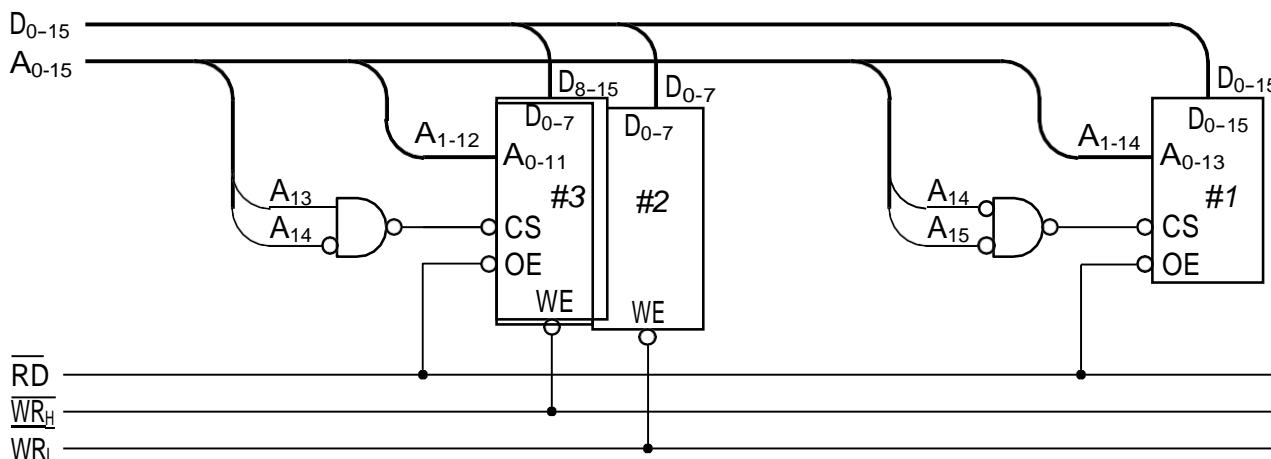 D0–15
A0-15
D8–15
D0-7
D0-15
D0–7
D0–7
D0–15
A1-12
A1-14
A0-11
A0-13
#3
#2
#1
A13
A14
A14
A15
CS
CS
OE
OE
WE
WE
RD
WRH
WRL